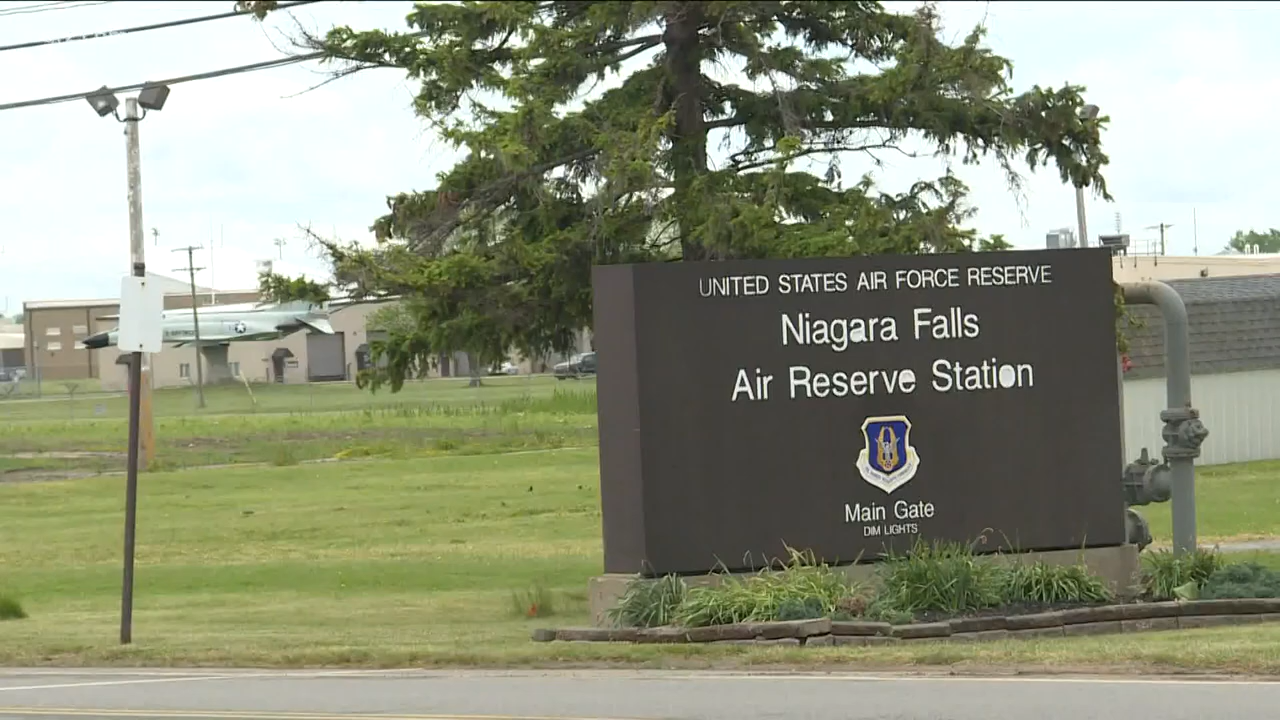 UNITED STATES AIR FORCE RESERVE
Niagara Falls
Air Reserve Station
Main Gate
DIM LIGHTS